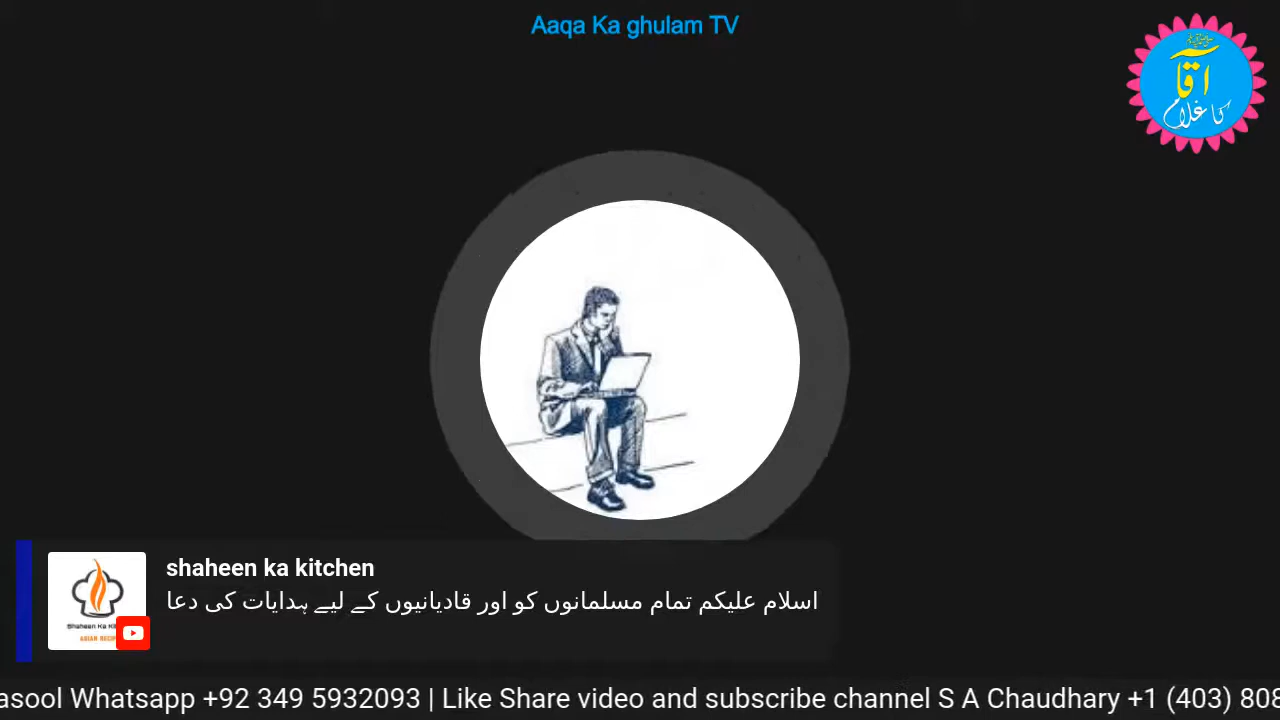 Aaqa Ka ghulam TV
آقا
کا غلام
shaheen ka kitchen
اسلام علیکم تمام مسلمانوں کو اور قادیانیوں کے لیے ہدایات کی دعا
asool Whatsapp +92 349 5932093 | Like Share video and subscribe channel S A Chaudhary +1 (403) 808